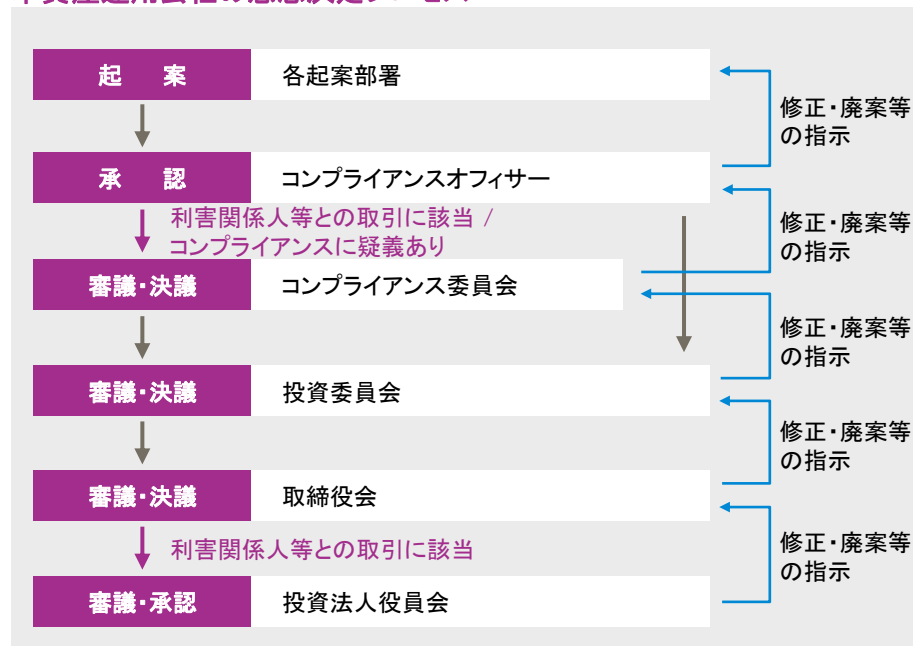 起 案
各起案部署
修正・廃案等
の指示
承 認
コンプライアンスオフィサー
利害関係人等との取引に該当 /
コンプライアンスに疑義あり
修正・廃案等
の指示
審議・決議
コンプライアンス委員会
修正・廃案等
の指示
審議・決議
投資委員会
修正・廃案等
の指示
審議・決議
取締役会
利害関係人等との取引に該当
修正・廃案等
の指示
審議・承認
投資法人役員会